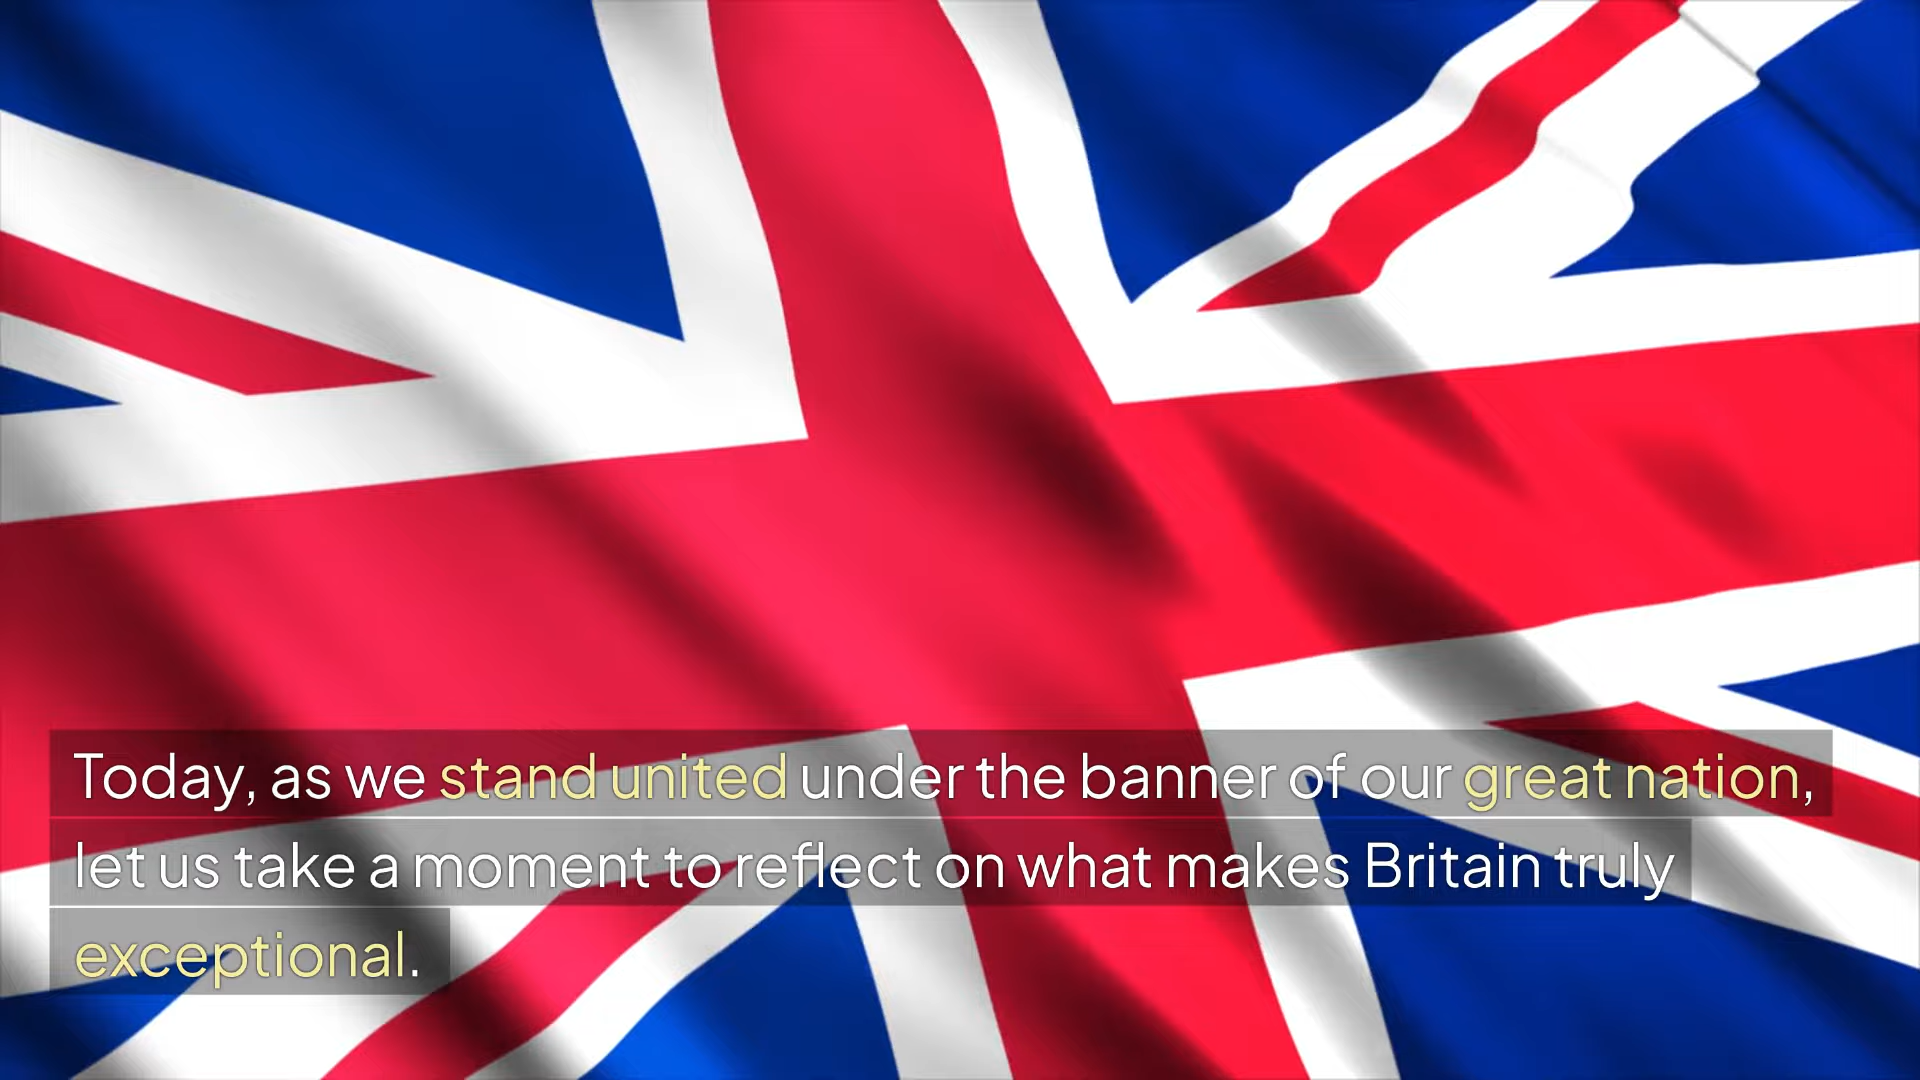 Today, as we stand united under the banner of our great nation,
let us take a moment to reflect on what makes Britain truly
exceptional.